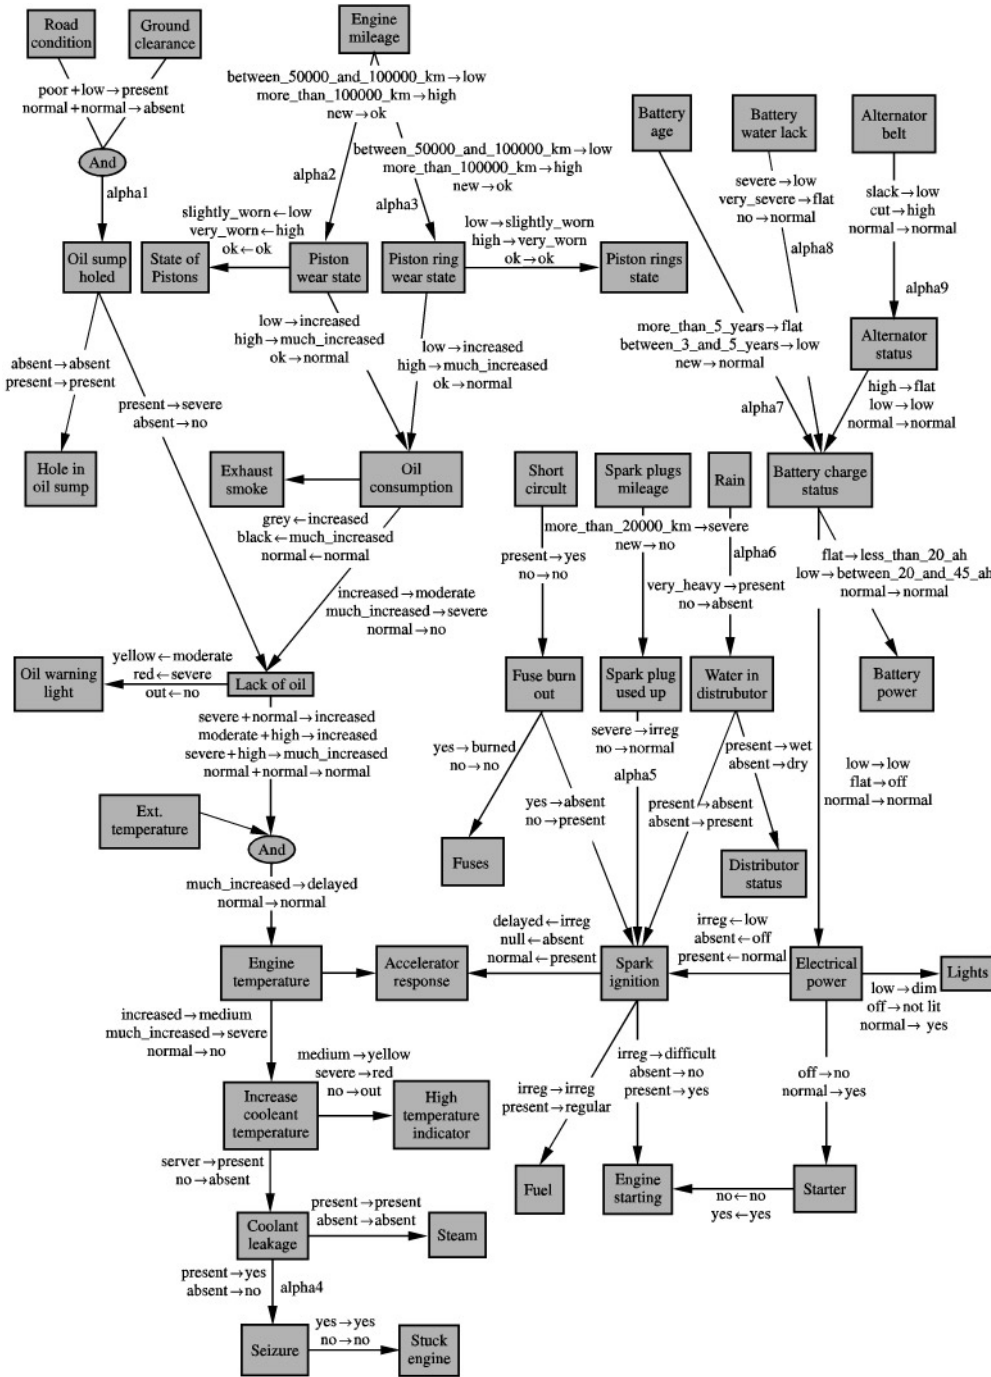 Road
condition
Ground
clearance
Engine
mileage
poor+low→present
normal+normal→absent
between_50000_and_100000_km→low
more_than_100000_km→high
new→ok
Battery
age
Battery
water lack
Alternator
belt
And
alpha1
alpha2
between_50000_and_100000_km→low
more_than_100000_km→high
new→ok
alpha3
severe→low
very_severe→flat
no→normal
alpha8
slack→low
cut→high
normal→normal
alpha9
Oil sump
holed
slightly_worn←low
very_worn←high
ok←ok
State of
Pistons
Piston
wear state
Piston ring
wear state
low→slightly_worn
high→very_worn
ok→ok
Piston rings
state
low→increased
high→much_increased
ok→normal
low→increased
high→much_increased
ok→normal
more_than_5_years→flat
between_3_and_5_years→low
new→normal
alpha7
Alternator
status
high→flat
low→low
normal→normal
absent→absent
present→present
present→severe
absent→no
Hole in
oil sump
Exhaust
smoke
Oil
consumption
Short
circult
Spark plugs
mileage
Rain
Battery charge
status
grey←increased
black←much_increased
normal←normal
more_than_20000_km→severe
new→no
present→yes
no→no
alpha6
very_heavy→present
no→absent
flat→less_than_20_ah
low→between_20_and_45_ah
normal→normal
increased→moderate
much_increased→severe
normal→no
Oil warning
light
yellow←moderate
red←severe
out←no
Lack of oil
Fuse burn
out
Spark plug
used up
Water in
distrubutor
Battery
power
severe+normal→increased
moderate+high→increased
severe+high→much_increased
normal+normal→normal
yes→burned
no→no
severe→irreg
no→normal
alpha5
present→wet
absent→dry
low→low
flat→off
normal→normal
yes→absent
no→present
present→absent
absent→present
Ext.
temperature
And
Fuses
Distributor
status
much_increased→delayed
normal→normal
delayed←irreg
null←absent
normal←present
irreg←low
absent←off
present←normal
Engine
temperature
Accelerator
response
Spark
ignition
Electrical
power
Lights
low→dim
off→not lit
normal→ yes
increased→medium
much_increased→severe
normal→no
medium→yellow
severe→red
no→out
irreg→difficult
absent→no
present→yes
off→no
normal→yes
irreg→irreg
present→regular
Increase
cooleant
temperature
High
temperature
indicator
server→present
no→absent
Fuel
Engine
starting
no←no
yes←yes
Starter
Coolant
leakage
present→present
absent→absent
Steam
present→yes
absent→no
alpha4
Seizure
yes→yes
no→no
Stuck
engine